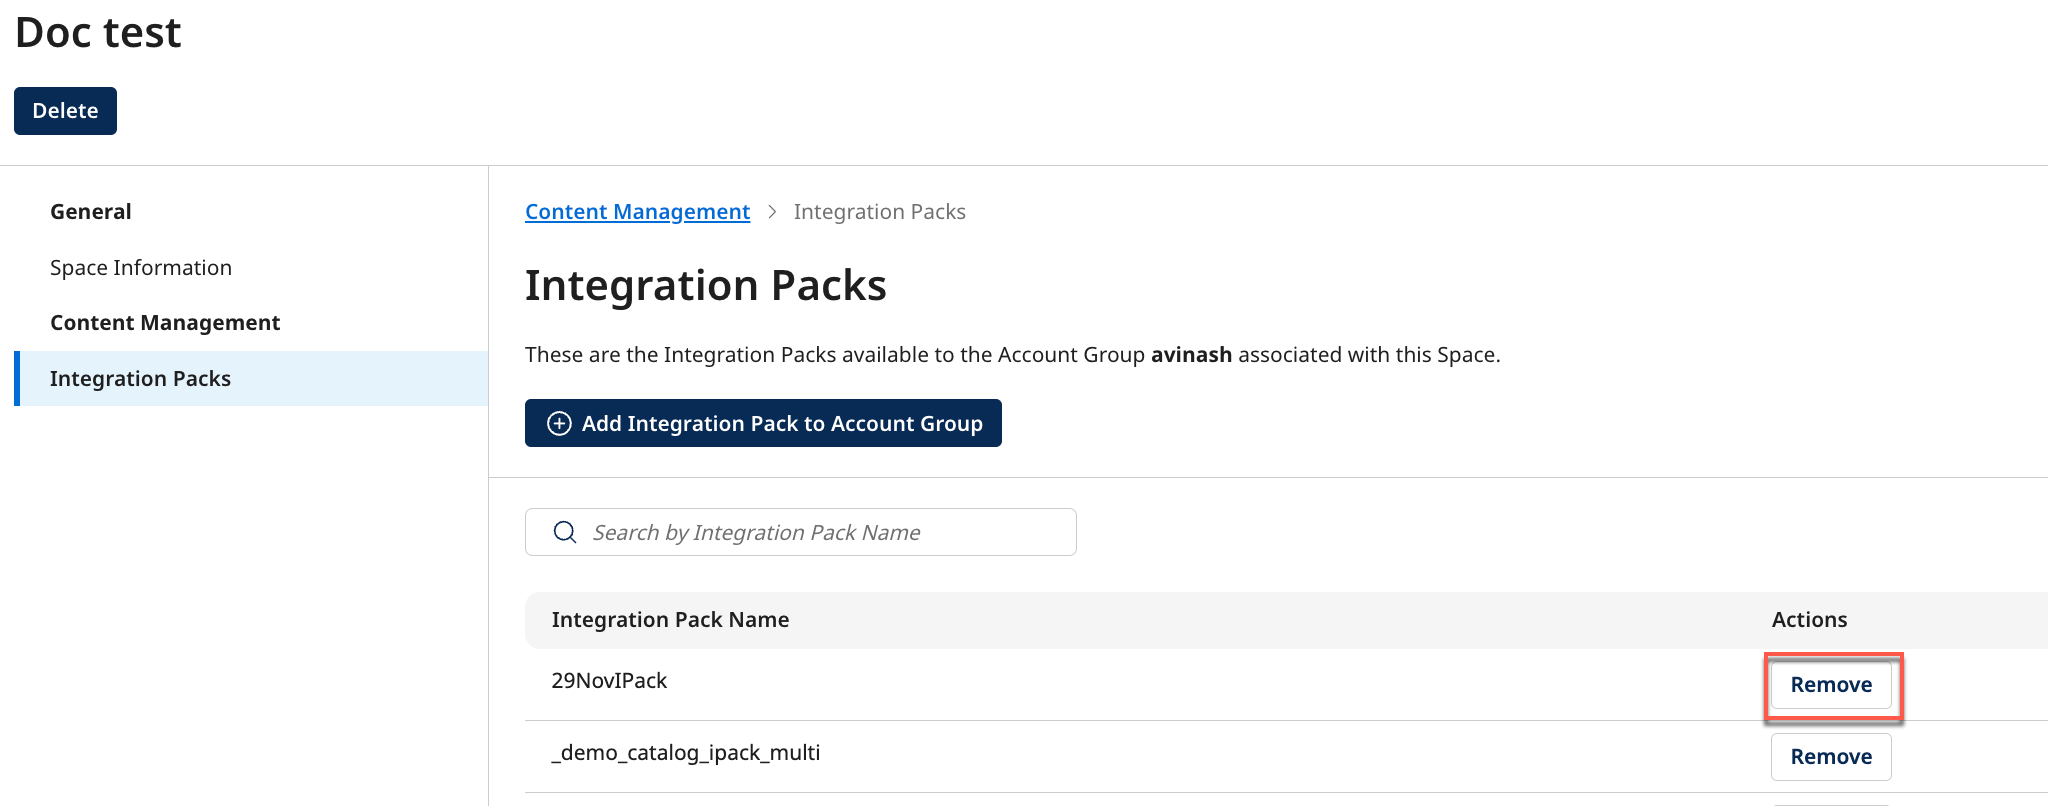 Doc test
Delete
General
Space Information
Content Management
Integration Packs
Content Management > Integration Packs
Integration Packs
These are the Integration Packs available to the Account Group avinash associated with this Space.
Add Integration Pack to Account Group
Search by Integration Pack Name
Integration Pack Name Actions
29NovIPack Remove
_demo_catalog_ipack_multi Remove